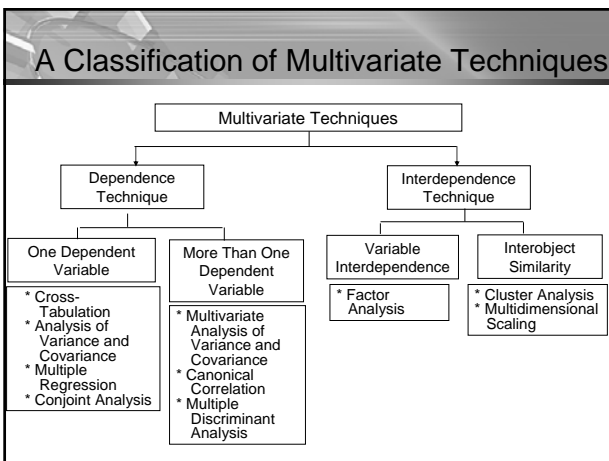 A Classification of Multivariate Techniques
Multivariate Techniques
Dependence
Technique
Interdependence
Technique
One Dependent
Variable
More Than One
Dependent
Variable
Variable
Interdependence
Interobject
Similarity
* Cross-
Tabulation
* Analysis of
Variance and
Covariance
* Multiple
Regression
* Conjoint Analysis
* Multivariate
Analysis of
Variance and
Covariance
* Canonical
Correlation
* Multiple
Discriminant
Analysis
* Factor
Analysis
* Cluster Analysis
* Multidimensional
Scaling